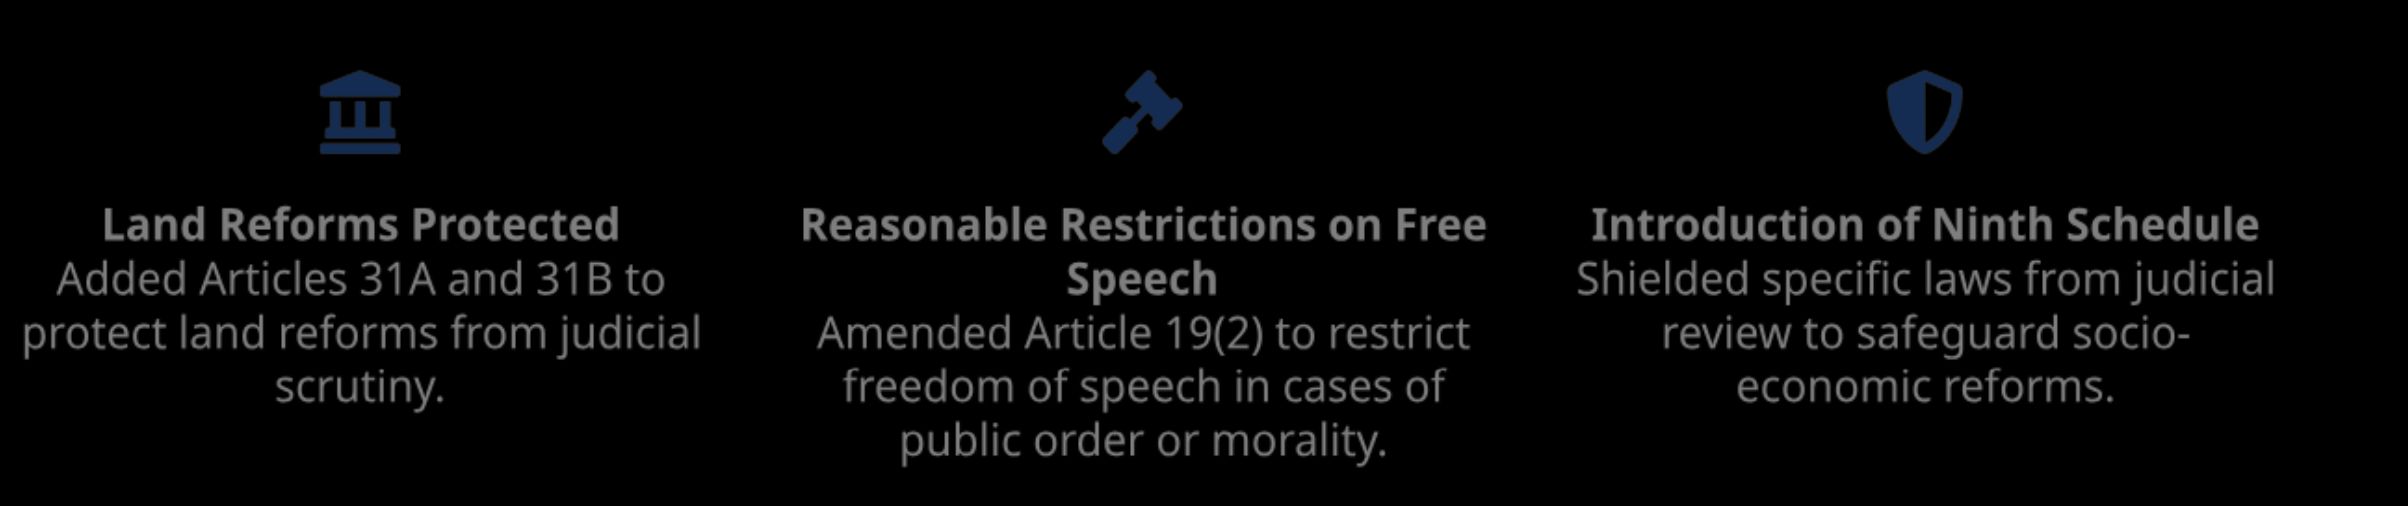 Land Reforms Protected
Added Articles 31A and 31B to
protect land reforms from judicial
scrutiny.
Reasonable Restrictions on Free
Speech
Amended Article 19(2) to restrict
freedom of speech in cases of
public order or morality.
Introduction of Ninth Schedule
Shielded specific laws from judicial
review to safeguard socio-
economic reforms.